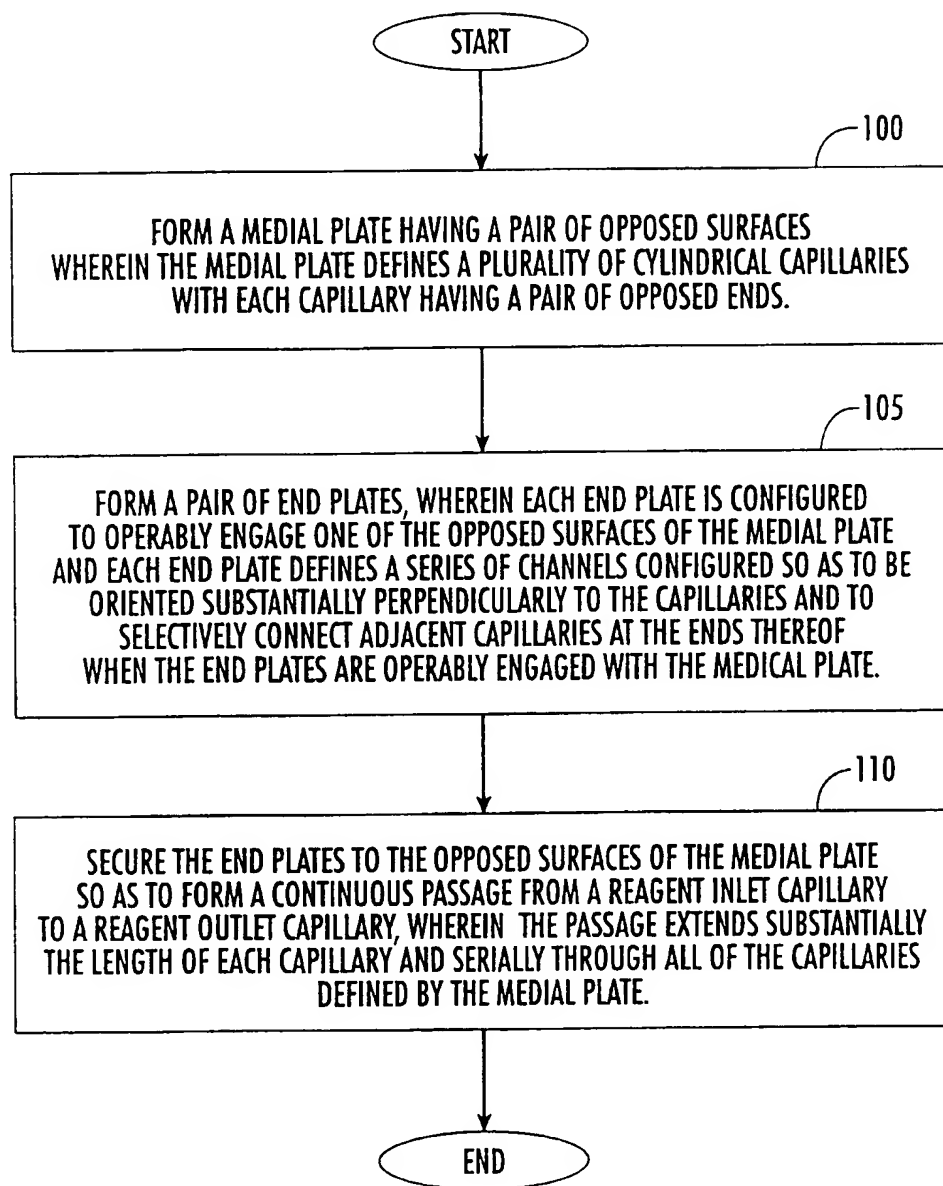 START
100
FORM A MEDIAL PLATE HAVING A PAIR OF OPPOSED SURFACES
WHEREIN THE MEDIAL PLATE DEFINES A PLURALITY OF CYLINDRICAL CAPILLARIES
WITH EACH CAPILLARY HAVING A PAIR OF OPPOSED ENDS.
105
FORM A PAIR OF END PLATES, WHEREIN EACH END PLATE IS CONFIGURED
TO OPERABLY ENGAGE ONE OF THE OPPOSED SURFACES OF THE MEDIAL PLATE
AND EACH END PLATE DEFINES A SERIES OF CHANNELS CONFIGURED SO AS TO BE
ORIENTED SUBSTANTIALLY PERPENDICULARLY TO THE CAPILLARIES AND TO
SELECTIVELY CONNECT ADJACENT CAPILLARIES AT THE ENDS THEREOF
WHEN THE END PLATES ARE OPERABLY ENGAGED WITH THE MEDICAL PLATE.
110
SECURE THE END PLATES TO THE OPPOSED SURFACES OF THE MEDIAL PLATE
SO AS TO FORM A CONTINUOUS PASSAGE FROM A REAGENT INLET CAPILLARY
TO A REAGENT OUTLET CAPILLARY, WHEREIN THE PASSAGE EXTENDS SUBSTANTIALLY
THE LENGTH OF EACH CAPILLARY AND SERIALLY THROUGH ALL OF THE CAPILLARIES
DEFINED BY THE MEDIAL PLATE.
END